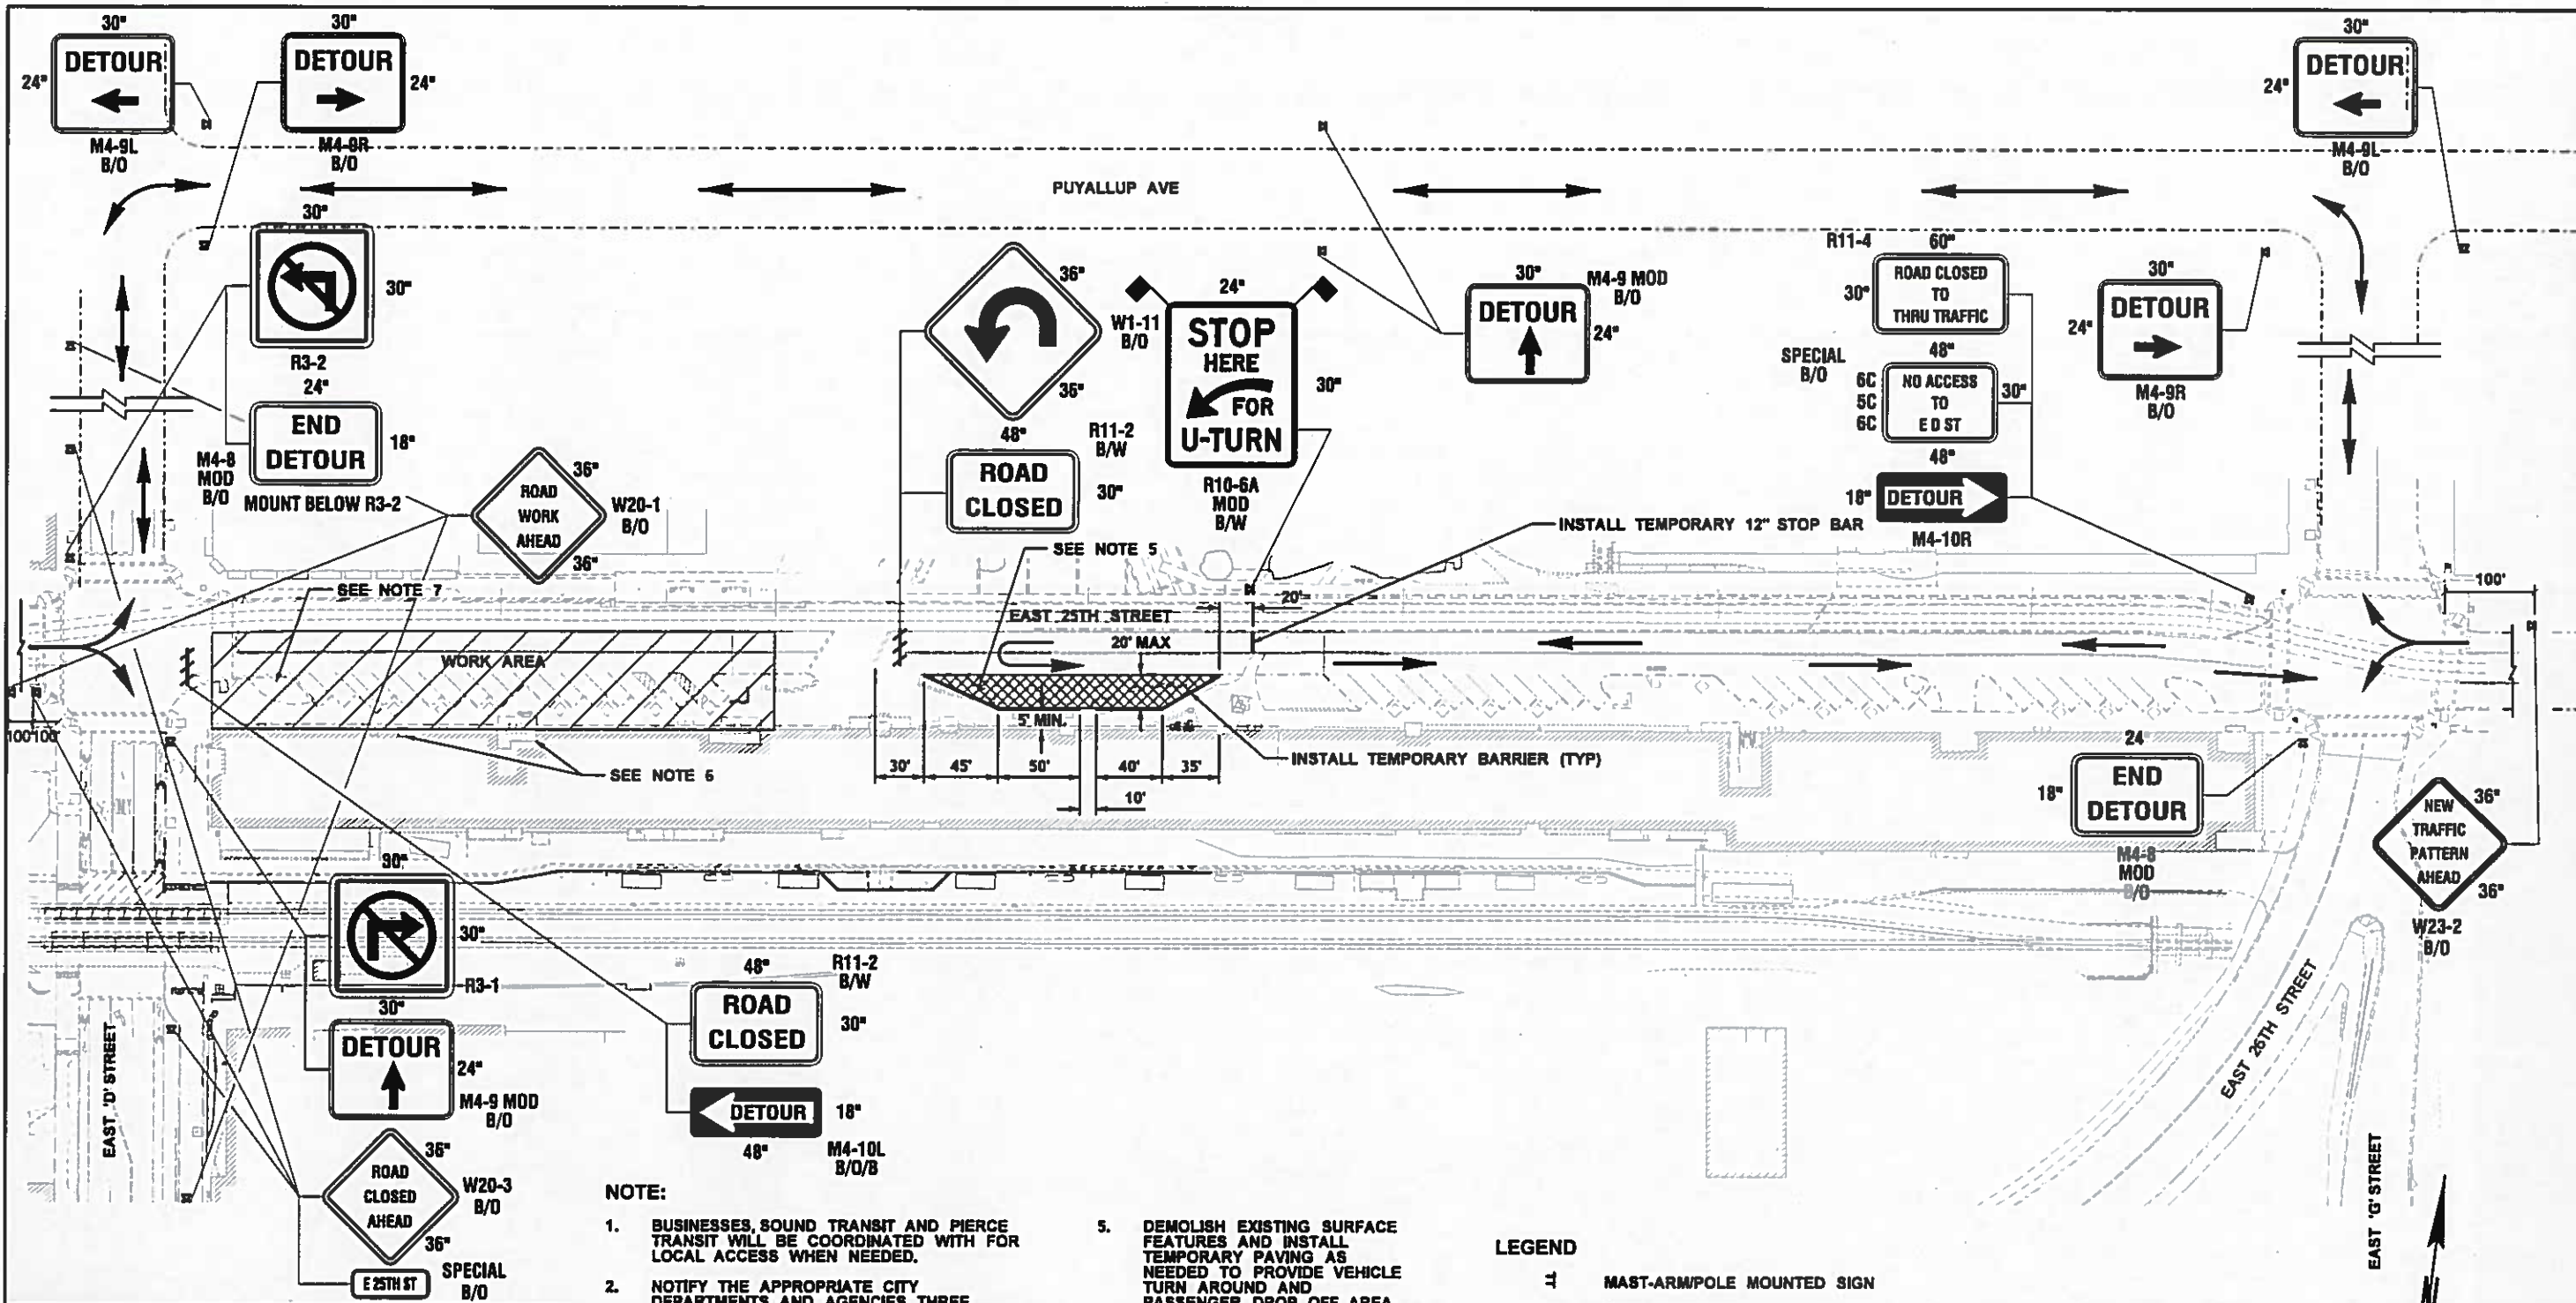 30"
DETOUR
24"
M4-9L
B/O
30"
DETOUR
24"
M4-9R
B/O
30"
DETOUR
24"
M4-9L
B/O
PUYALLUP AVE
30"
30"
R3-2
24"
END
DETOUR
18"
M4-8
MOD
B/O
MOUNT BELOW R3-2
36"
ROAD
WORK
AHEAD
36"
W20-1
B/O
36"
36"
W1-11
B/O
48"
ROAD
CLOSED
30"
R11-2
B/W
24"
STOP
HERE
FOR
U-TURN
30"
R10-6A
MOD
B/W
30"
DETOUR
24"
M4-9 MOD
B/O
R11-4
60"
ROAD CLOSED
TO
THRU TRAFFIC
30"
SPECIAL
B/O
48"
6C
5C
6C
NO ACCESS
TO
E D ST
30"
48"
18"
DETOUR
M4-10R
30"
DETOUR
24"
M4-9R
B/O
INSTALL TEMPORARY 12" STOP BAR
SEE NOTE 5
SEE NOTE 7
EAST 25TH STREET
20'
20' MAX
WORK AREA
5' MIN.
100'
100'
100'
SEE NOTE 6
30'
45'
50'
40'
35'
10'
INSTALL TEMPORARY BARRIER (TYP)
24
END
DETOUR
18"
M4-8
MOD
B/O
36"
NEW
TRAFFIC
PATTERN
AHEAD
36"
W23-2
B/O
30"
30"
R3-1
30"
DETOUR
24"
M4-9 MOD
B/O
48"
ROAD
CLOSED
30"
R11-2
B/W
DETOUR
18"
48"
M4-10L
B/O/B
36"
ROAD
CLOSED
AHEAD
36"
W20-3
B/O
E 25TH ST
SPECIAL
B/O
EAST 'D' STREET
EAST 26TH STREET
EAST 'G' STREET
NOTE:
1. BUSINESSES, SOUND TRANSIT AND PIERCE
TRANSIT WILL BE COORDINATED WITH FOR
LOCAL ACCESS WHEN NEEDED.
2. NOTIFY THE APPROPRIATE CITY
DEPARTMENTS AND AGENCIES THREE
5. DEMOLISH EXISTING SURFACE
FEATURES AND INSTALL
TEMPORARY PAVING AS
NEEDED TO PROVIDE VEHICLE
TURN AROUND AND
PASSENGER DROP OFF AREA
LEGEND
MAST-ARM/POLE MOUNTED SIGN